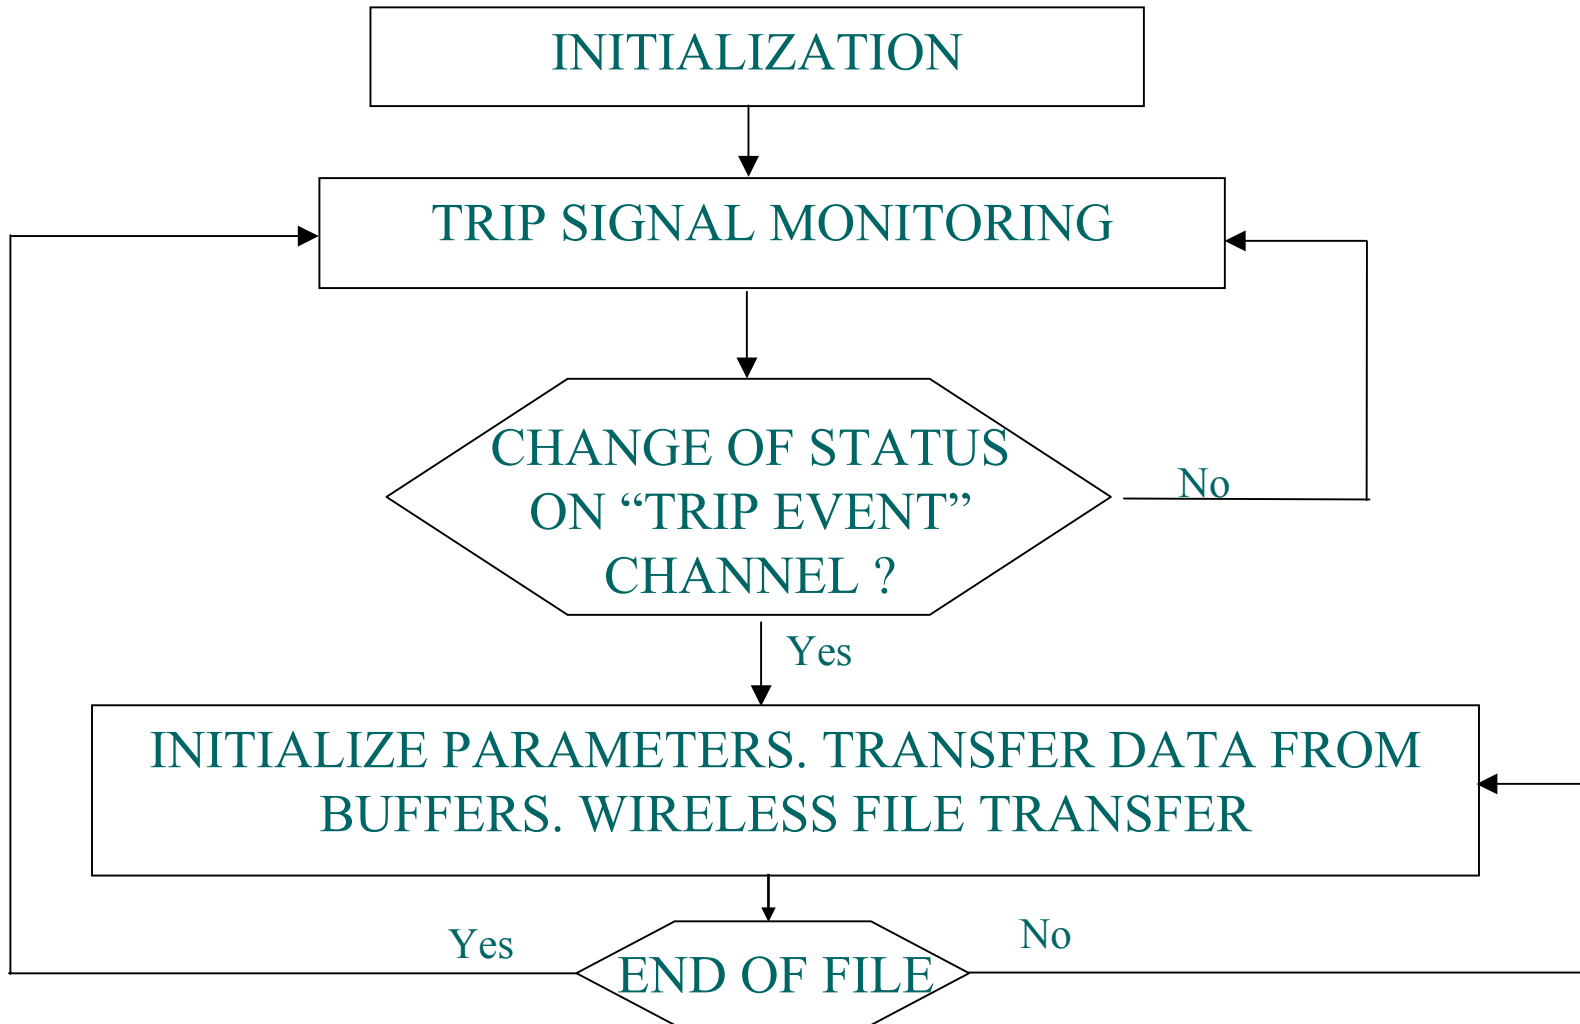 INITIALIZATION
TRIP SIGNAL MONITORING
CHANGE OF STATUS
ON “TRIP EVENT”
CHANNEL ?
No
Yes
INITIALIZE PARAMETERS. TRANSFER DATA FROM
BUFFERS. WIRELESS FILE TRANSFER
Yes
No
END OF FILE